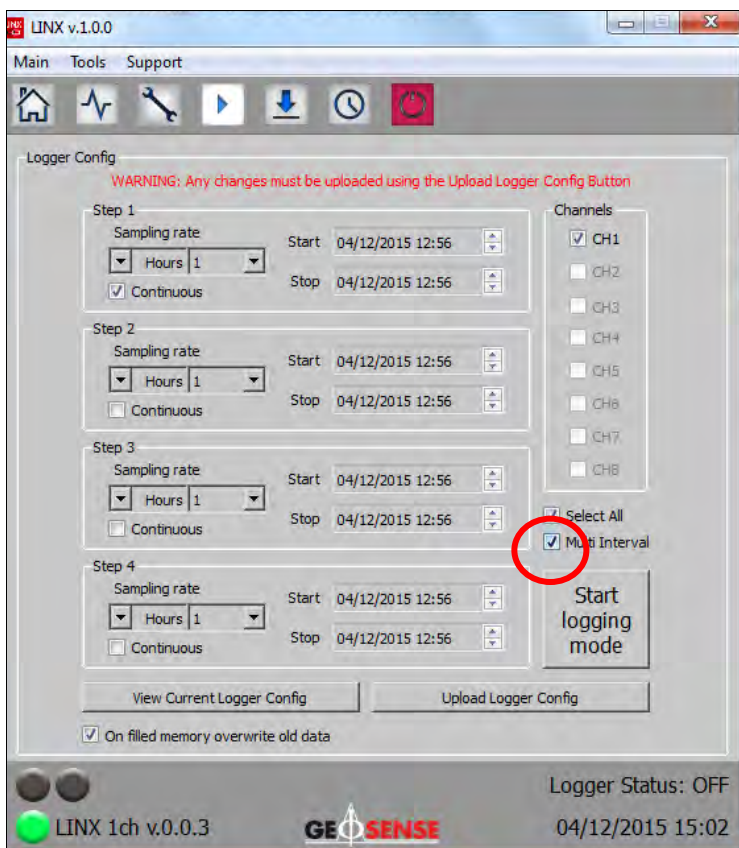 LINX v.1.0.0
Main Tools Support
Logger Config
WARNING: Any changes must be uploaded using the Upload Logger Config Button
Step 1
Sampling rate
Hours 1
Continuous
Start 04/12/2015 12:56
Stop 04/12/2015 12:56
Step 2
Sampling rate
Hours 1
Continuous
Start 04/12/2015 12:56
Stop 04/12/2015 12:56
Step 3
Sampling rate
Hours 1
Continuous
Start 04/12/2015 12:56
Stop 04/12/2015 12:56
Step 4
Sampling rate
Hours 1
Continuous
Start 04/12/2015 12:56
Stop 04/12/2015 12:56
Channels
CH1
CH2
CH3
CH4
CH5
CH6
CH7
CH8
Select All
Multi Interval
Start
logging
mode
View Current Logger Config
Upload Logger Config
On filled memory overwrite old data
Logger Status: OFF
LINX 1ch v.0.0.3
GEOSENSE
04/12/2015 15:02